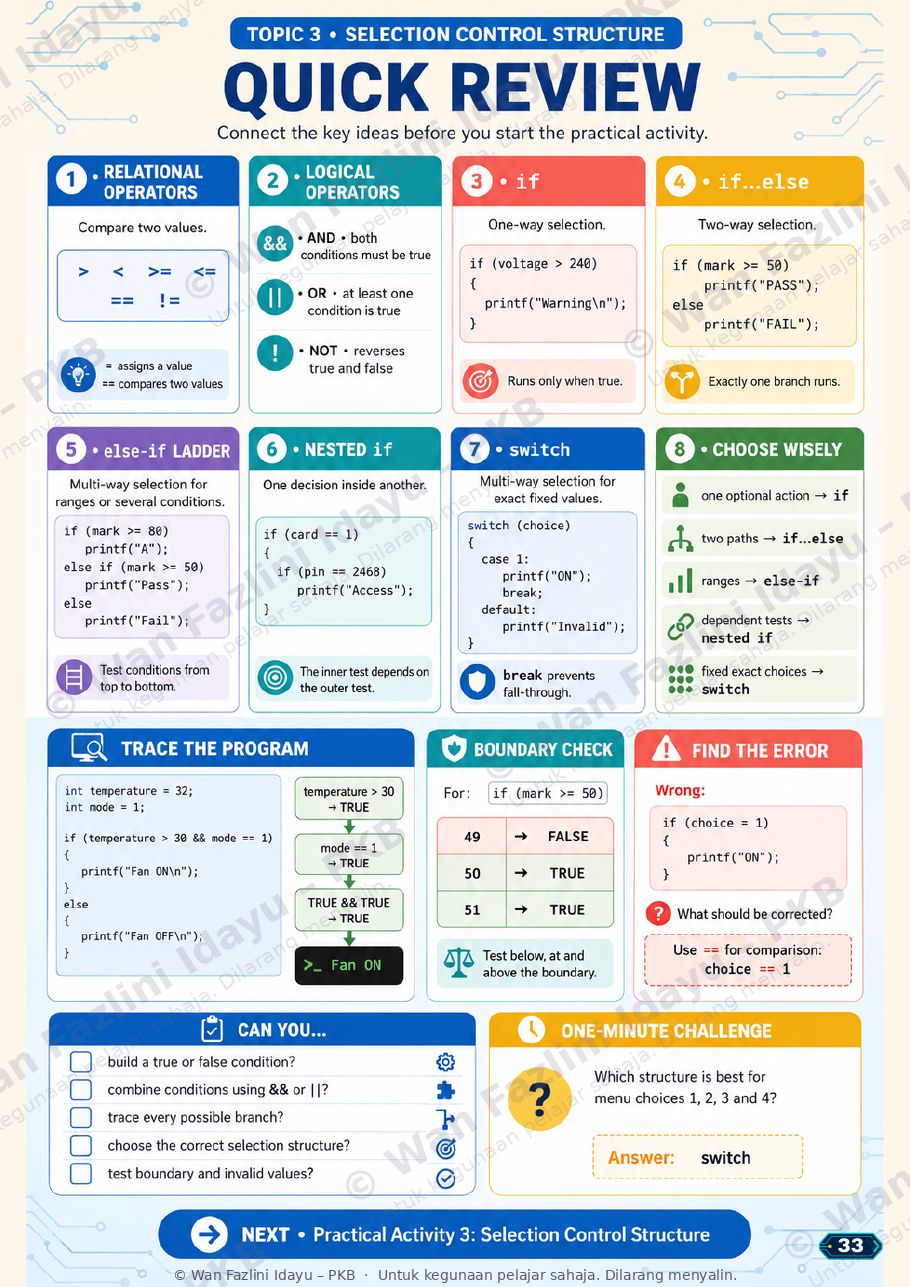 TOPIC 3 • SELECTION CONTROL STRUCTURE
QUICK REVIEW
Connect the key ideas before you start the practical activity.
1 • RELATIONAL
OPERATORS
Compare two values.
> < >= <=
== !=
= assigns a value
== compares two values
2 • LOGICAL
OPERATORS
&& • AND • both
conditions must be true
|| • OR • at least one
condition is true
! • NOT • reverses
true and false
3 • if
One-way selection.
if (voltage > 240)
{
printf("Warning\n");
}
Runs only when true.
4 • if...else
Two-way selection.
if (mark >= 50)
printf("PASS");
else
printf("FAIL");
Exactly one branch runs.
5 • else-if LADDER
Multi-way selection for
ranges or several conditions.
if (mark >= 80)
printf("A");
else if (mark >= 50)
printf("Pass");
else
printf("Fail");
Test conditions from
top to bottom.
6 • NESTED if
One decision inside another.
if (card == 1)
{
if (pin == 2468)
printf("Access");
}
The inner test depends on
the outer test.
7 • switch
Multi-way selection for
exact fixed values.
switch (choice)
{
case 1:
printf("ON");
break;
default:
printf("Invalid");
}
break prevents
fall-through.
8 • CHOOSE WISELY
one optional action → if
two paths → if...else
ranges → else-if
dependent tests →
nested if
fixed exact choices →
switch
TRACE THE PROGRAM
int temperature = 32;
int mode = 1;
if (temperature > 30 && mode == 1)
{
printf("Fan ON\n");
}
else
{
printf("Fan OFF\n");
}
temperature > 30
→ TRUE
mode == 1
→ TRUE
TRUE && TRUE
→ TRUE
>_ Fan ON
BOUNDARY CHECK
For: if (mark >= 50)
49 → FALSE
50 → TRUE
51 → TRUE
Test below, at and
above the boundary.
FIND THE ERROR
Wrong:
if (choice = 1)
{
printf("ON");
}
? What should be corrected?
Use == for comparison:
choice == 1
CAN YOU...
build a true or false condition?
combine conditions using && or ||?
trace every possible branch?
choose the correct selection structure?
test boundary and invalid values?
ONE-MINUTE CHALLENGE
?
Which structure is best for
menu choices 1, 2, 3 and 4?
Answer: switch
NEXT • Practical Activity 3: Selection Control Structure
33
© Wan Fazlini Idayu – PKB · Untuk kegunaan pelajar sahaja. Dilarang menyalin.
© Wan Fazlini Idayu – PKB
Untuk kegunaan pelajar sahaja. Dilarang menyalin.